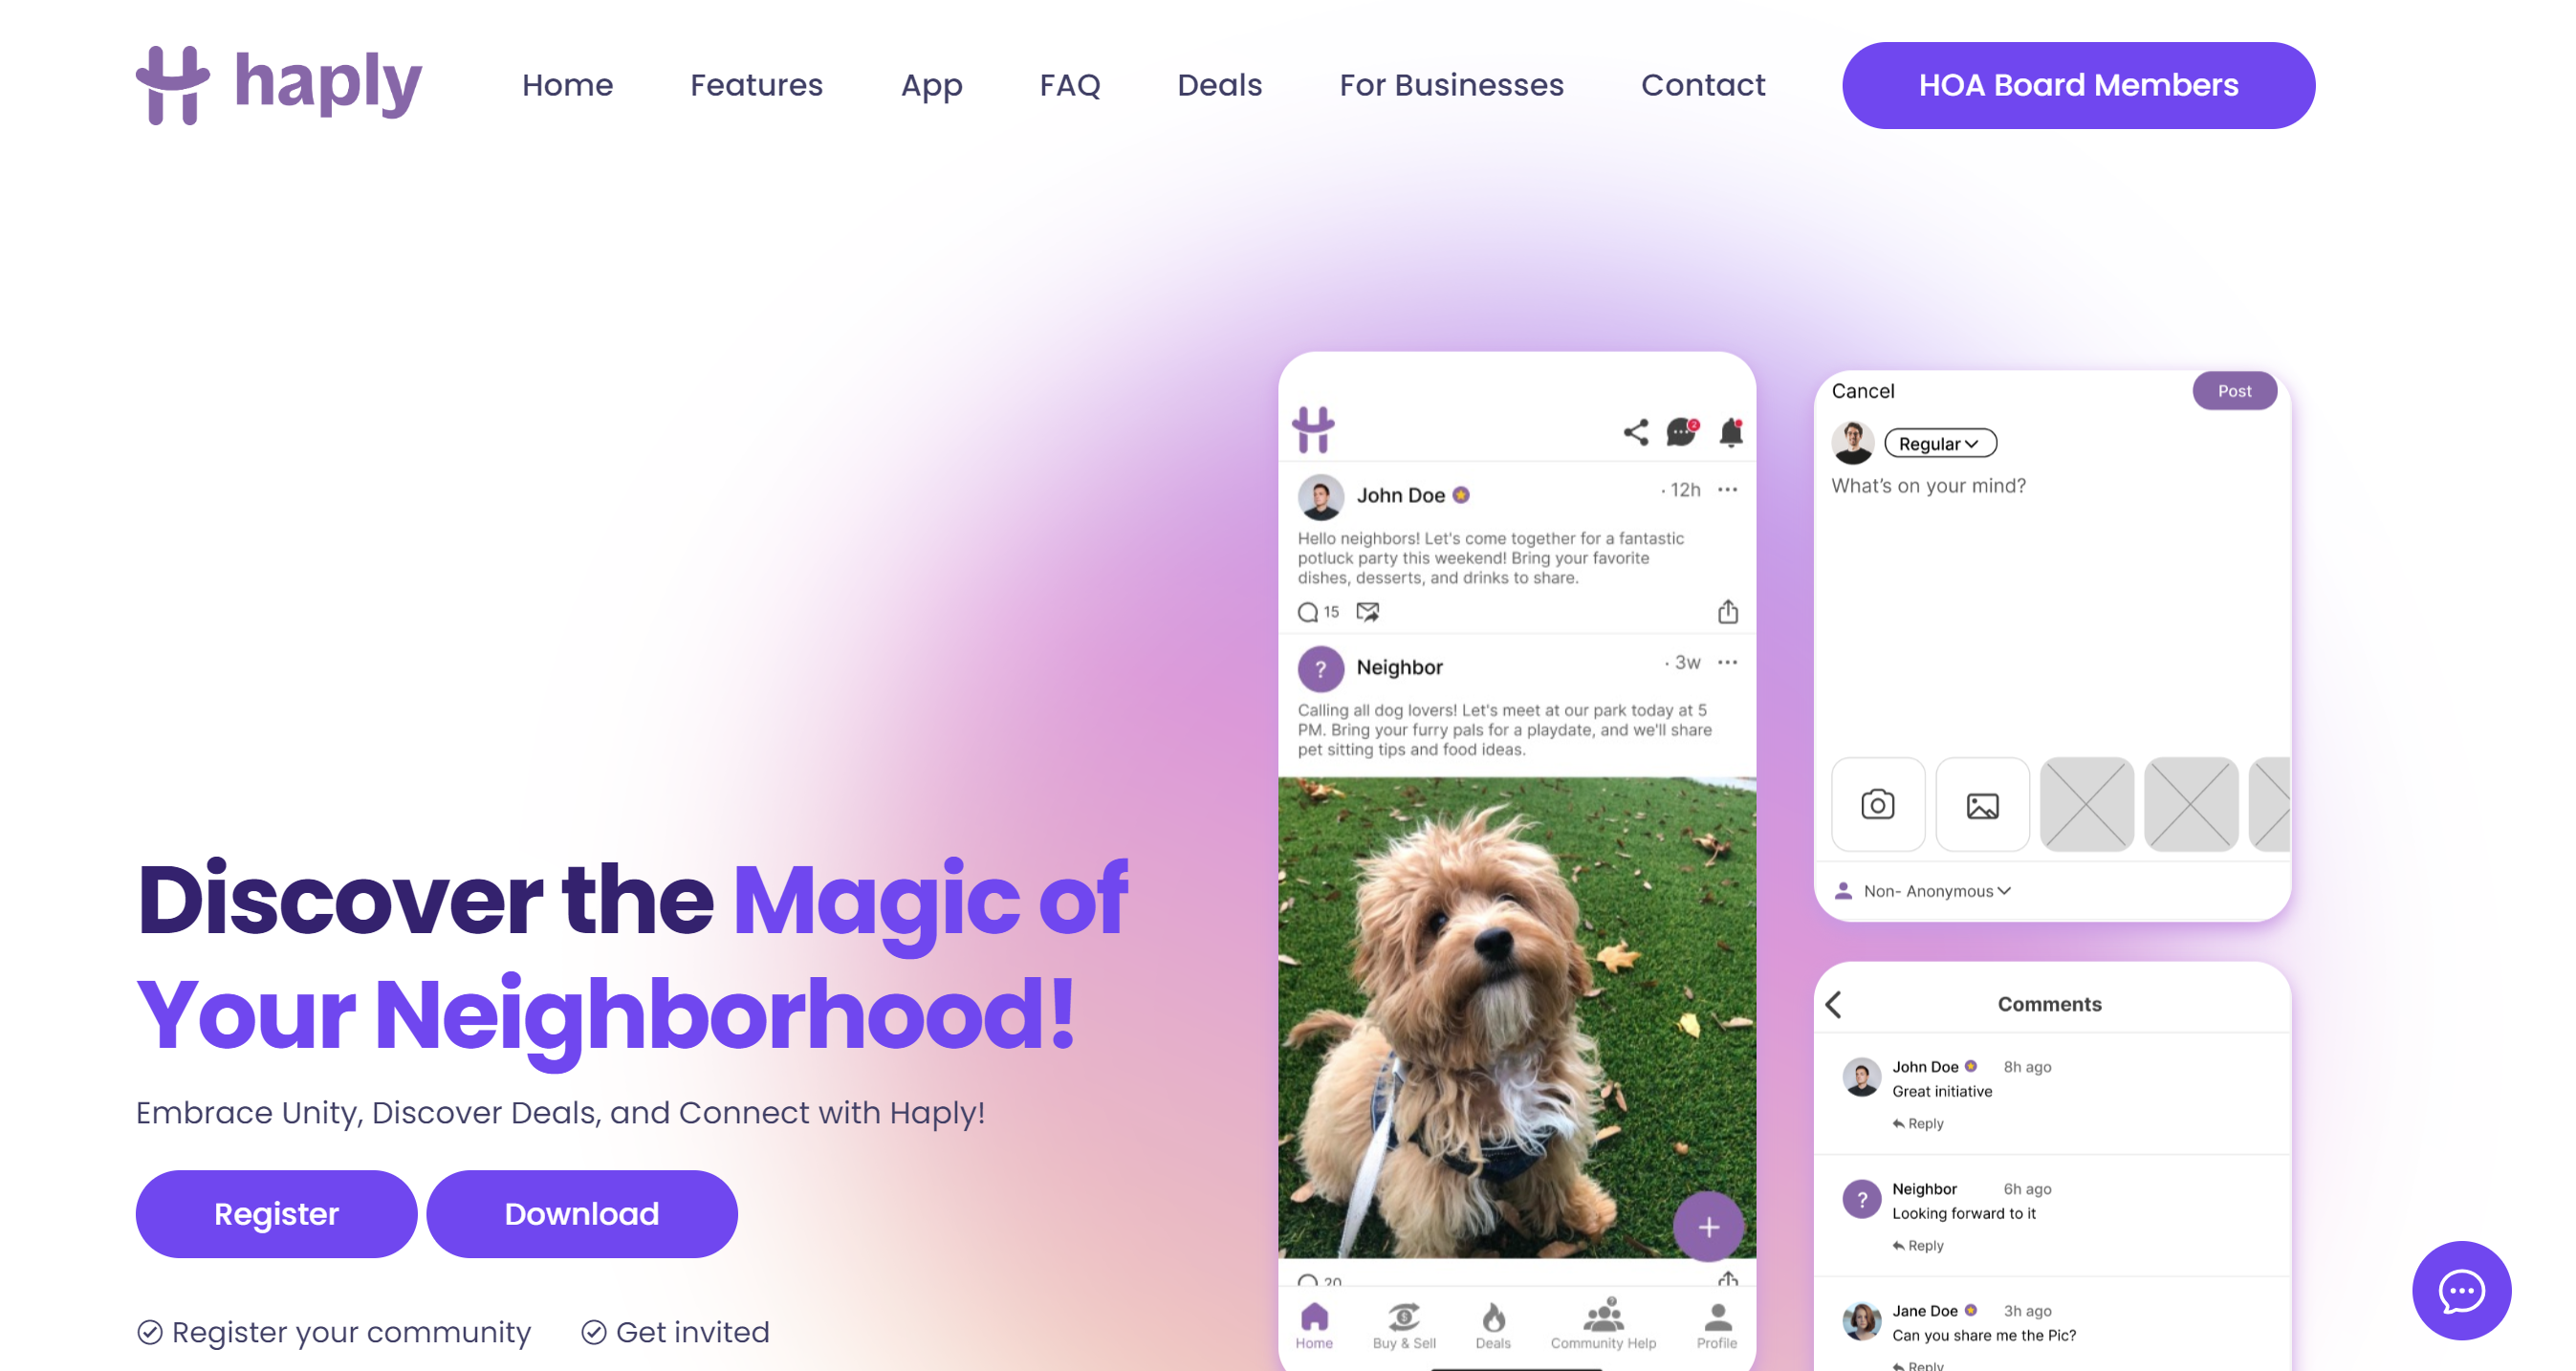 haply
Home
Features
App
FAQ
Deals
For Businesses
Contact
HOA Board Members
Discover the Magic of
Your Neighborhood!
Embrace Unity, Discover Deals, and Connect with Haply!
Register
Download
Register your community
Get invited
2
John Doe
· 12h
Hello neighbors! Let's come together for a fantastic
potluck party this weekend! Bring your favorite
dishes, desserts, and drinks to share.
15
?
Neighbor
· 3w
Calling all dog lovers! Let's meet at our park today at 5
PM. Bring your furry pals for a playdate, and we'll share
pet sitting tips and food ideas.
20
Home
Buy & Sell
Deals
Community Help
Profile
Cancel
Post
Regular
What's on your mind?
Non- Anonymous
Comments
John Doe
8h ago
Great initiative
Reply
?
Neighbor
6h ago
Looking forward to it
Reply
Jane Doe
3h ago
Can you share me the Pic?
Reply